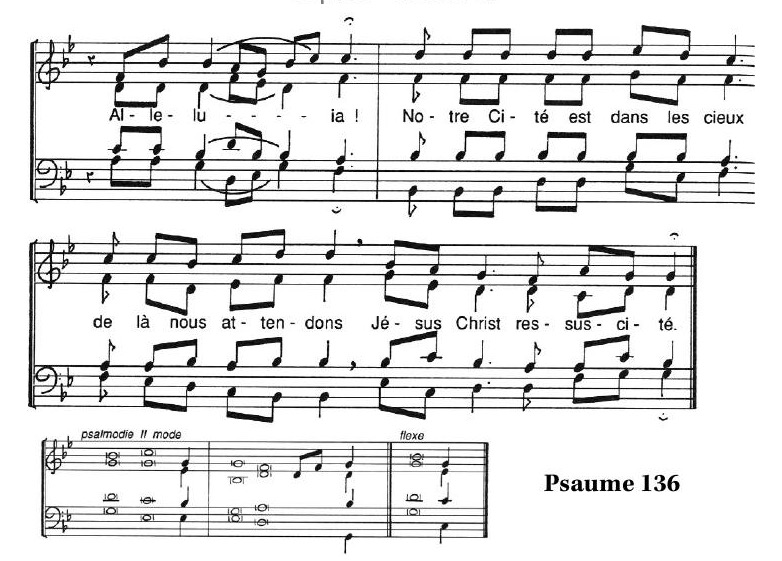 Al - le - lu - - - - ia ! No - tre Ci - té est dans les cieux
de là nous at - ten - dons Jé - sus Christ res - sus - ci - té.
psalmodie II mode flexe
Psaume 136